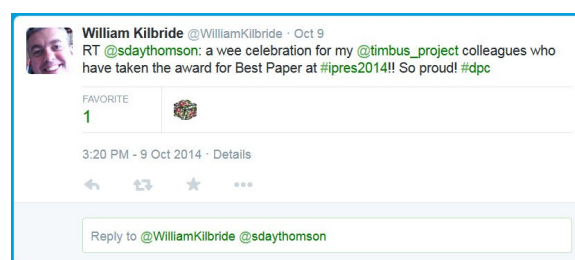 William Kilbride @WilliamKilbride · Oct 9
RT @sdaythomson: a wee celebration for my @timbus_project colleagues who
have taken the award for Best Paper at #ipres2014!! So proud! #dpc
FAVORITE
1
3:20 PM - 9 Oct 2014 · Details
Reply to @WilliamKilbride @sdaythomson